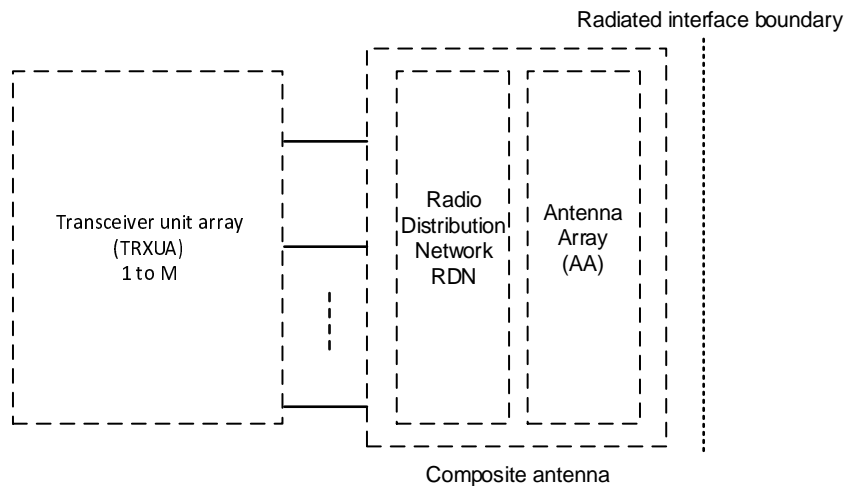 Radiated interface boundary
Transceiver unit array
(TRXUA)
1 to M
Radio
Distribution
Network
RDN
Antenna
Array
(AA)
Composite antenna